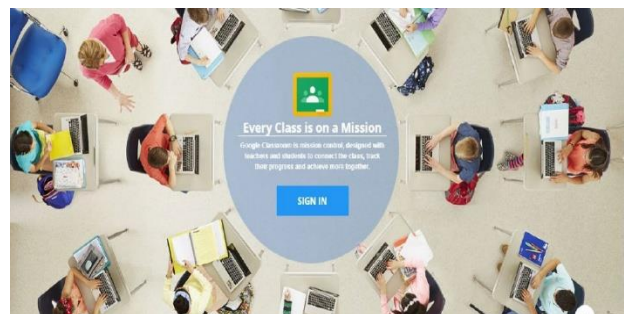 Every Class is on a Mission
Google Classroom is mission control, designed with
teachers and students to connect the class, track
their progress and achieve more together.
SIGN IN